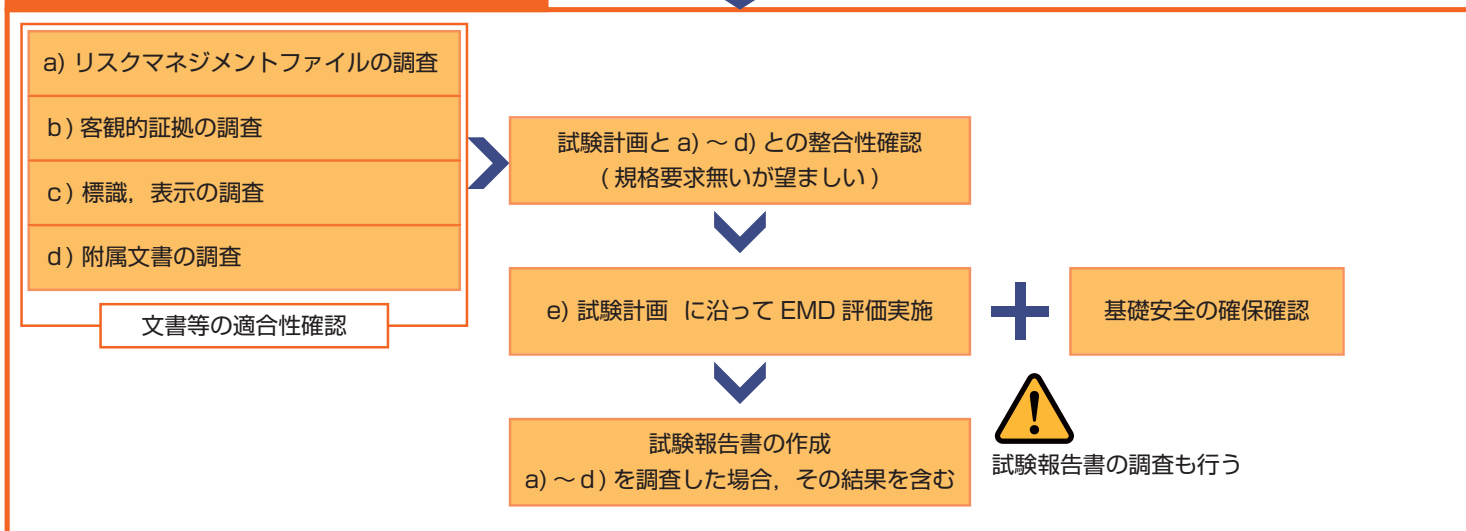 a) リスクマネジメントファイルの調査
b) 客観的証拠の調査
c) 標識，表示の調査
d) 附属文書の調査
文書等の適合性確認
試験計画と a) ～ d) との整合性確認
( 規格要求無いが望ましい )
e) 試験計画 に沿って EMD 評価実施
基礎安全の確保確認
試験報告書の作成
a) ～ d) を調査した場合，その結果を含む
試験報告書の調査も行う